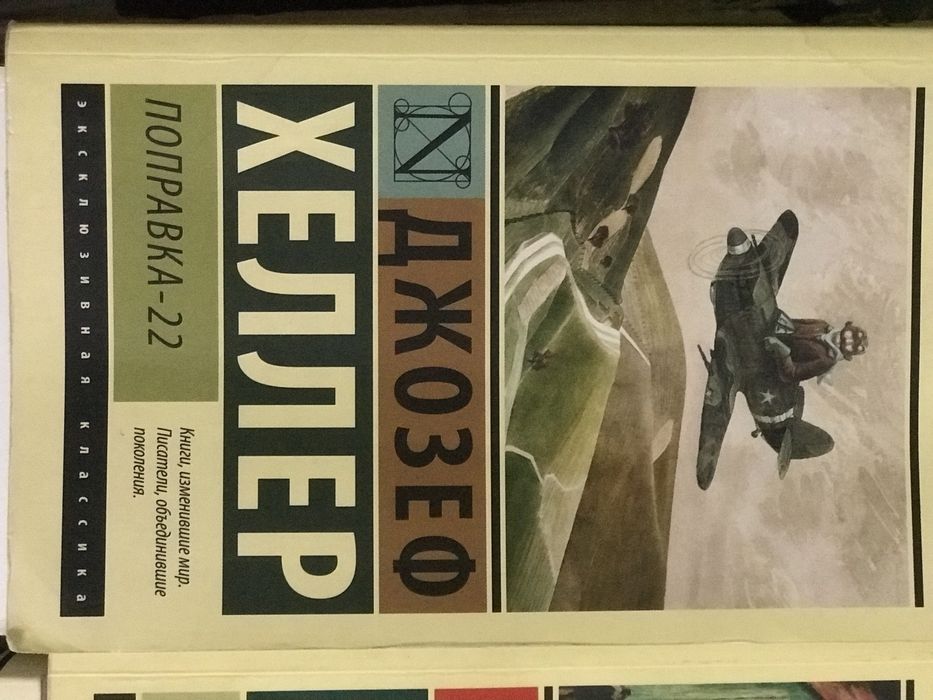 N
ДЖОЗЕФ
ХЕЛЛЕР
ПОПРАВКА-22
Книги, изменившие мир.
Писатели, объединившие
поколения.
эксклюзивная классика